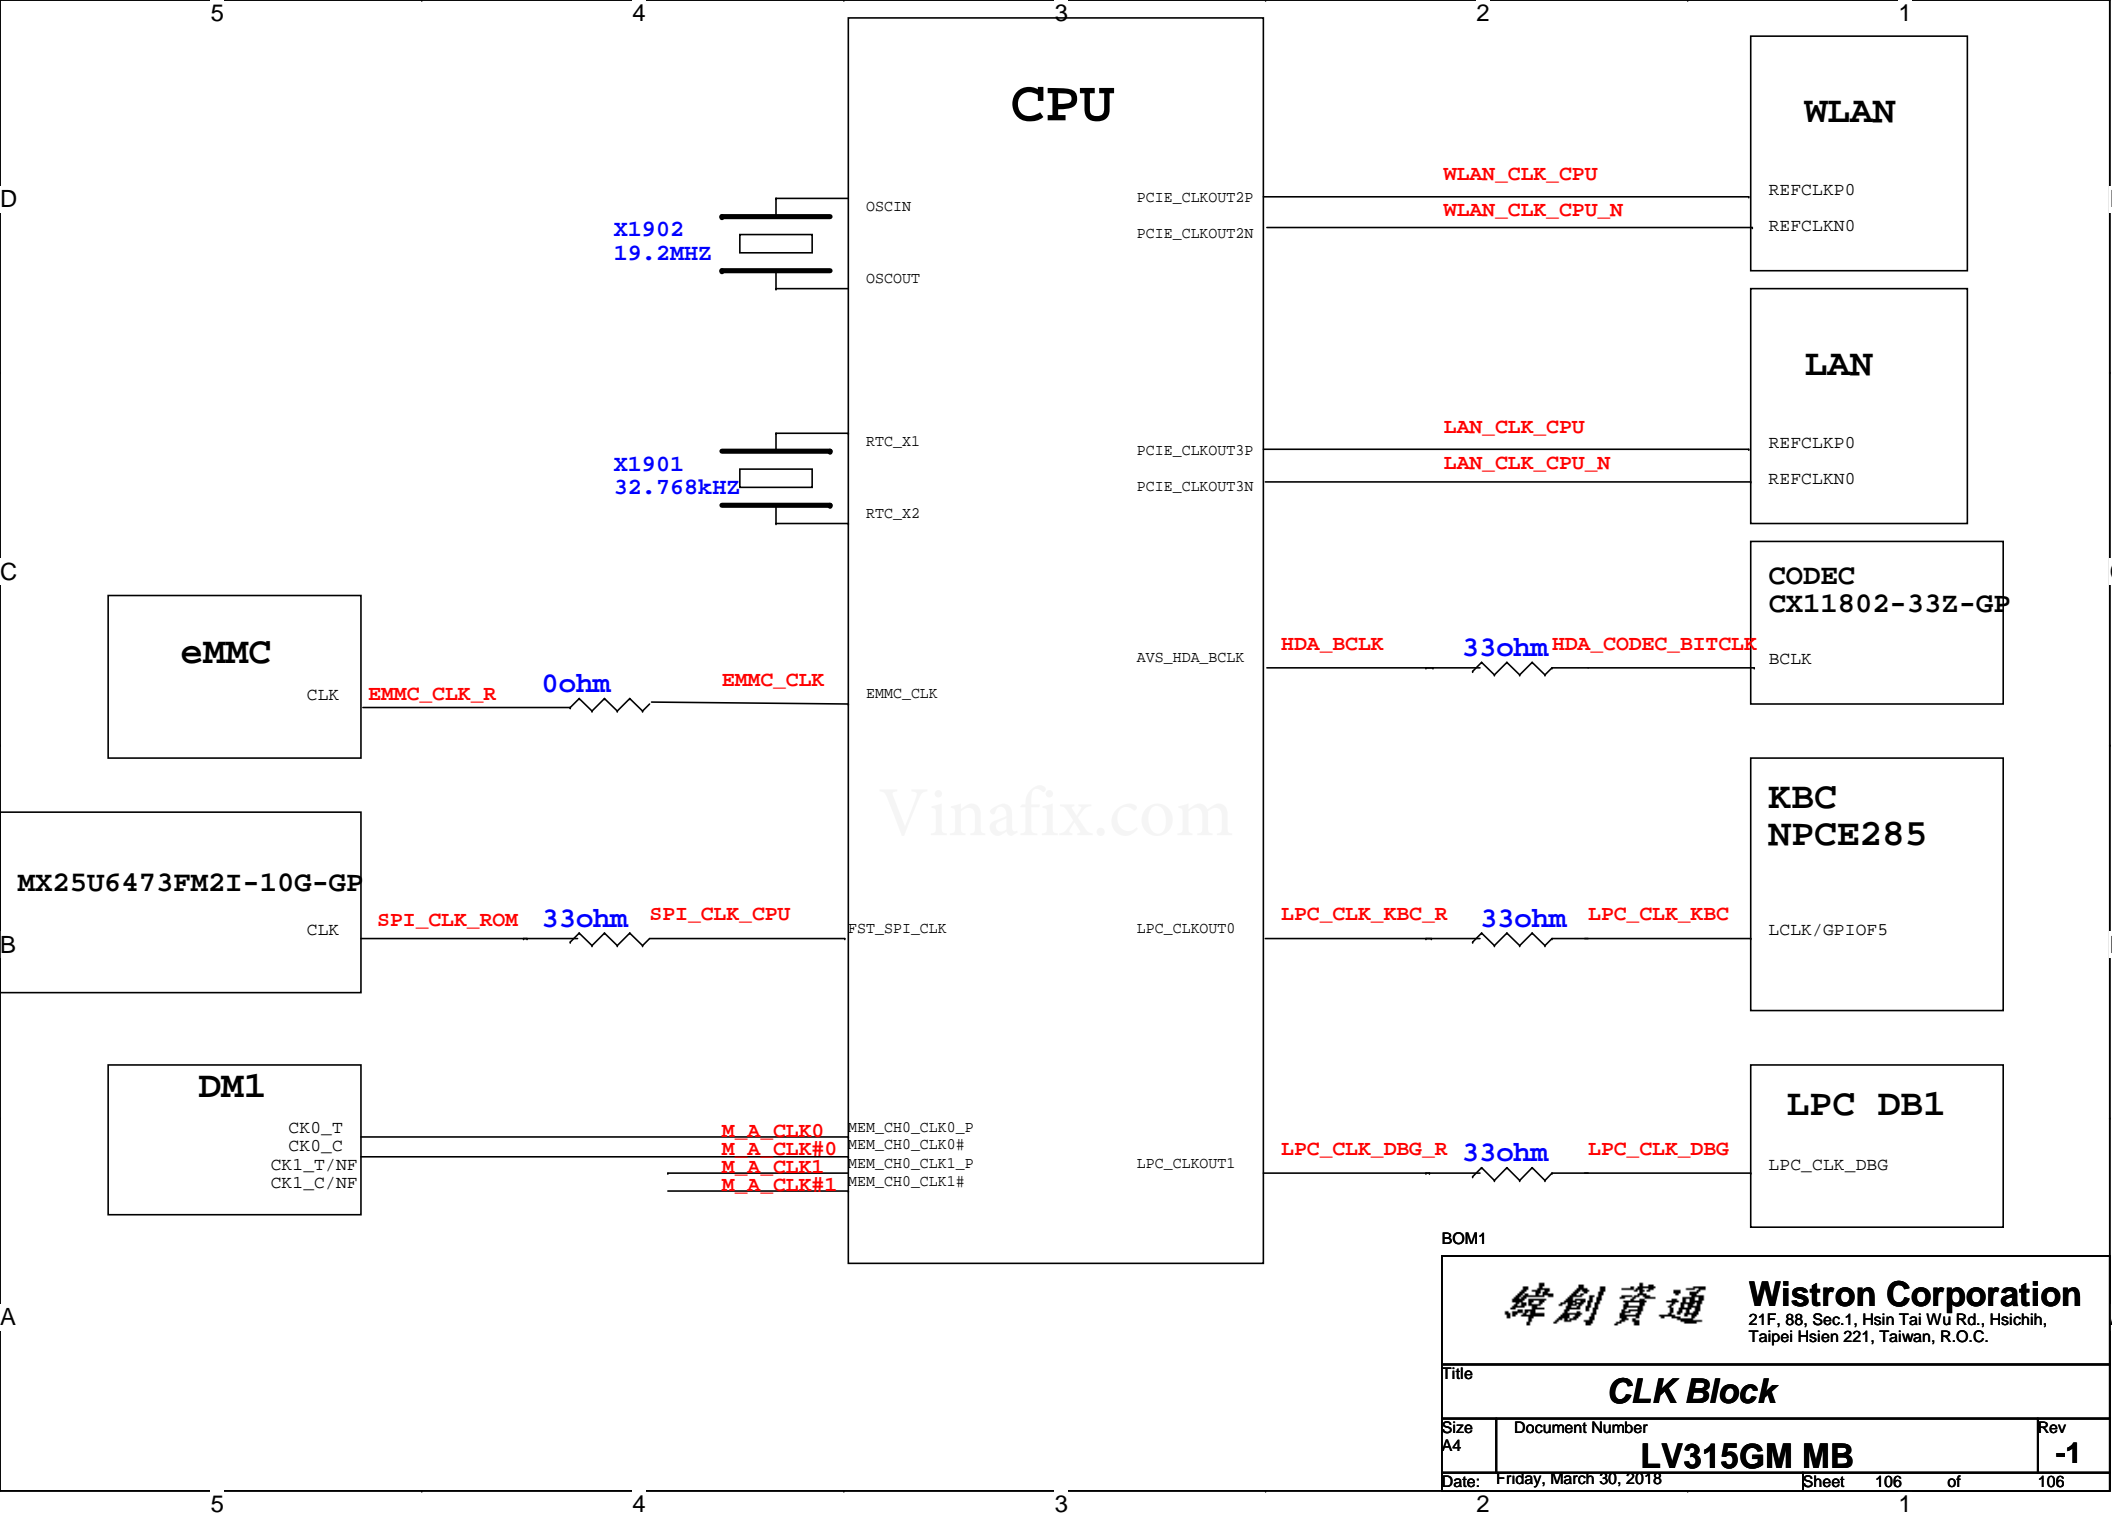 5 4 3 2 1
CPU
WLAN
WLAN_CLK_CPU
D
OSCIN
PCIE_CLKOUT2P
REFCLKP0
WLAN_CLK_CPU_N
X1902
19.2MHZ
PCIE_CLKOUT2N
REFCLKN0
OSCOUT
LAN
LAN_CLK_CPU
RTC_X1
PCIE_CLKOUT3P
REFCLKP0
X1901
32.768kHZ
LAN_CLK_CPU_N
PCIE_CLKOUT3N
REFCLKN0
RTC_X2
C
CODEC
CX11802-33Z-GP
eMMC
HDA_BCLK
33ohm
HDA_CODEC_BITCLK
AVS_HDA_BCLK
BCLK
CLK
EMMC_CLK_R
0ohm
EMMC_CLK
EMMC_CLK
Vinafix.com
KBC
NPCE285
MX25U6473FM2I-10G-GP
CLK
SPI_CLK_ROM
33ohm
SPI_CLK_CPU
FST_SPI_CLK
LPC_CLKOUT0
LPC_CLK_KBC_R
33ohm
LPC_CLK_KBC
LCLK/GPIOF5
B
DM1
CK0_T
CK0_C
CK1_T/NF
CK1_C/NF
M_A_CLK0
M_A_CLK#0
M_A_CLK1
M_A_CLK#1
MEM_CH0_CLK0_P
MEM_CH0_CLK0#
MEM_CH0_CLK1_P
MEM_CH0_CLK1#
LPC_CLKOUT1
LPC_CLK_DBG_R
33ohm
LPC_CLK_DBG
LPC DB1
LPC_CLK_DBG
BOM1
A
緯創資通
Wistron Corporation
21F, 88, Sec.1, Hsin Tai Wu Rd., Hsichih,
Taipei Hsien 221, Taiwan, R.O.C.
Title
CLK Block
Size
A4
Document Number
LV315GM MB
Rev
-1
Date: Friday, March 30, 2018
Sheet 106 of 106
5 4 3 2 1